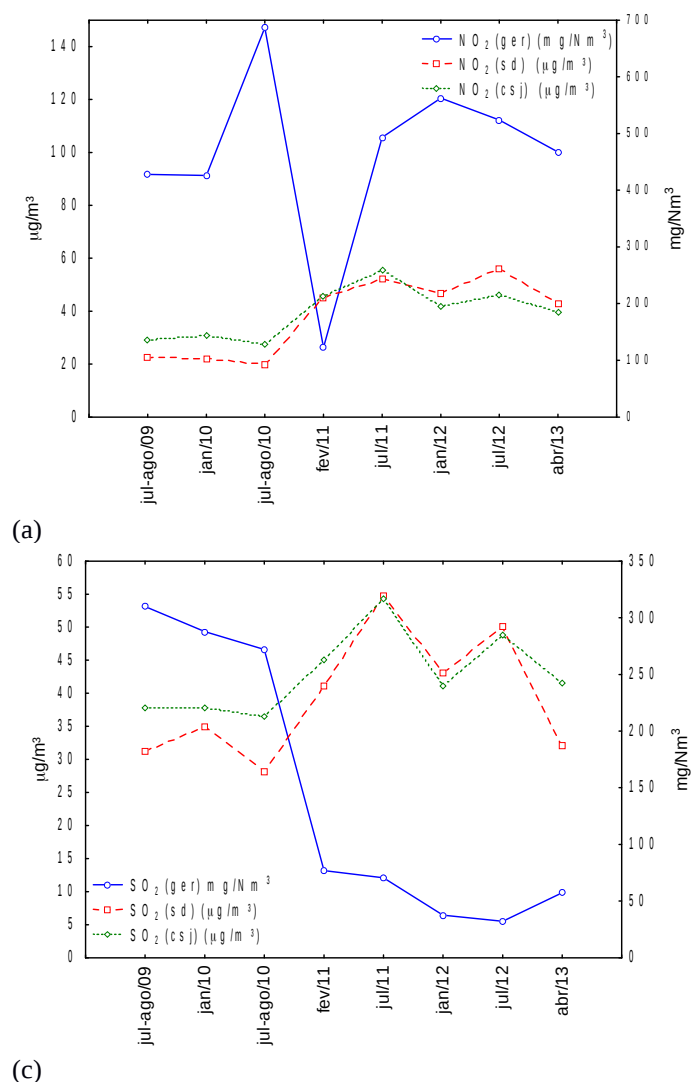 140
120
100
80
60
40
20
0
µg/m³
700
600
500
400
300
200
100
0
mg/Nm³
NO₂ (ger) (mg/Nm³)
NO₂ (sd) (µg/m³)
NO₂ (csj) (µg/m³)
jul-ago/09
jan/10
jul-ago/10
fev/11
jul/11
jan/12
jul/12
abr/13
(a)
60
55
50
45
40
35
30
25
20
15
10
5
0
µg/m³
350
300
250
200
150
100
50
0
mg/Nm³
SO₂ (ger) mg/Nm³
SO₂ (sd) (µg/m³)
SO₂ (csj) (µg/m³)
jul-ago/09
jan/10
jul-ago/10
fev/11
jul/11
jan/12
jul/12
abr/13
(c)